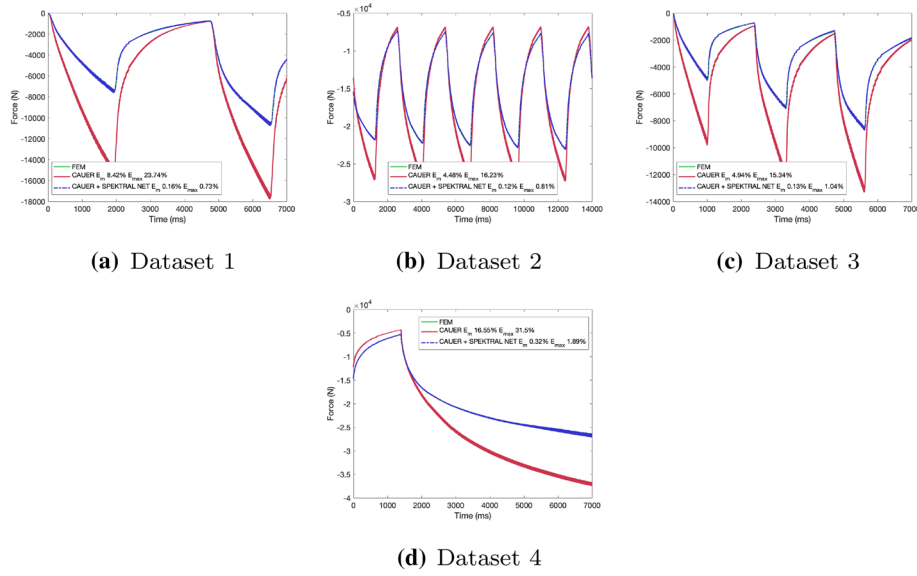 0
-2000
-4000
-6000
-8000
-10000
-12000
-14000
-16000
-18000
Force (N)
FEM
CAUER E_m 8.42% E_max 23.74%
CAUER + SPEKTRAL NET E_m 0.16% E_max 0.73%
0 1000 2000 3000 4000 5000 6000 7000
Time (ms)
(a) Dataset 1
×10^4
-0.5
-1
-1.5
-2
-2.5
-3
Force (N)
FEM
CAUER E_m 4.48% E_max 16.23%
CAUER + SPEKTRAL NET E_m 0.12% E_max 0.81%
0 2000 4000 6000 8000 10000 12000 14000
Time (ms)
(b) Dataset 2
0
-2000
-4000
-6000
-8000
-10000
-12000
-14000
Force (N)
FEM
CAUER E_m 4.94% E_max 15.34%
CAUER + SPEKTRAL NET E_m 0.13% E_max 1.04%
0 1000 2000 3000 4000 5000 6000 7000
Time (ms)
(c) Dataset 3
×10^4
0
-0.5
-1
-1.5
-2
-2.5
-3
-3.5
-4
Force (N)
FEM
CAUER E_m 16.55% E_max 31.5%
CAUER + SPEKTRAL NET E_m 0.32% E_max 1.89%
0 1000 2000 3000 4000 5000 6000 7000
Time (ms)
(d) Dataset 4